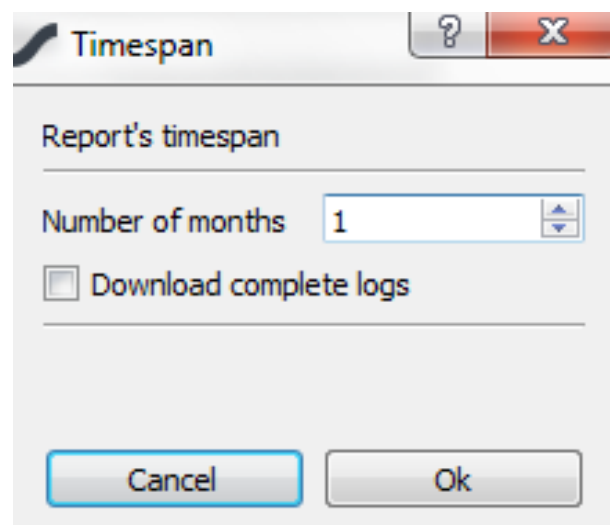 Timespan
Report's timespan
Number of months 1
Download complete logs
Cancel Ok